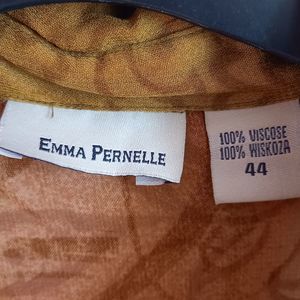 EMMA PERNELLE
100% VISCOSE
100% WISKOZA
44